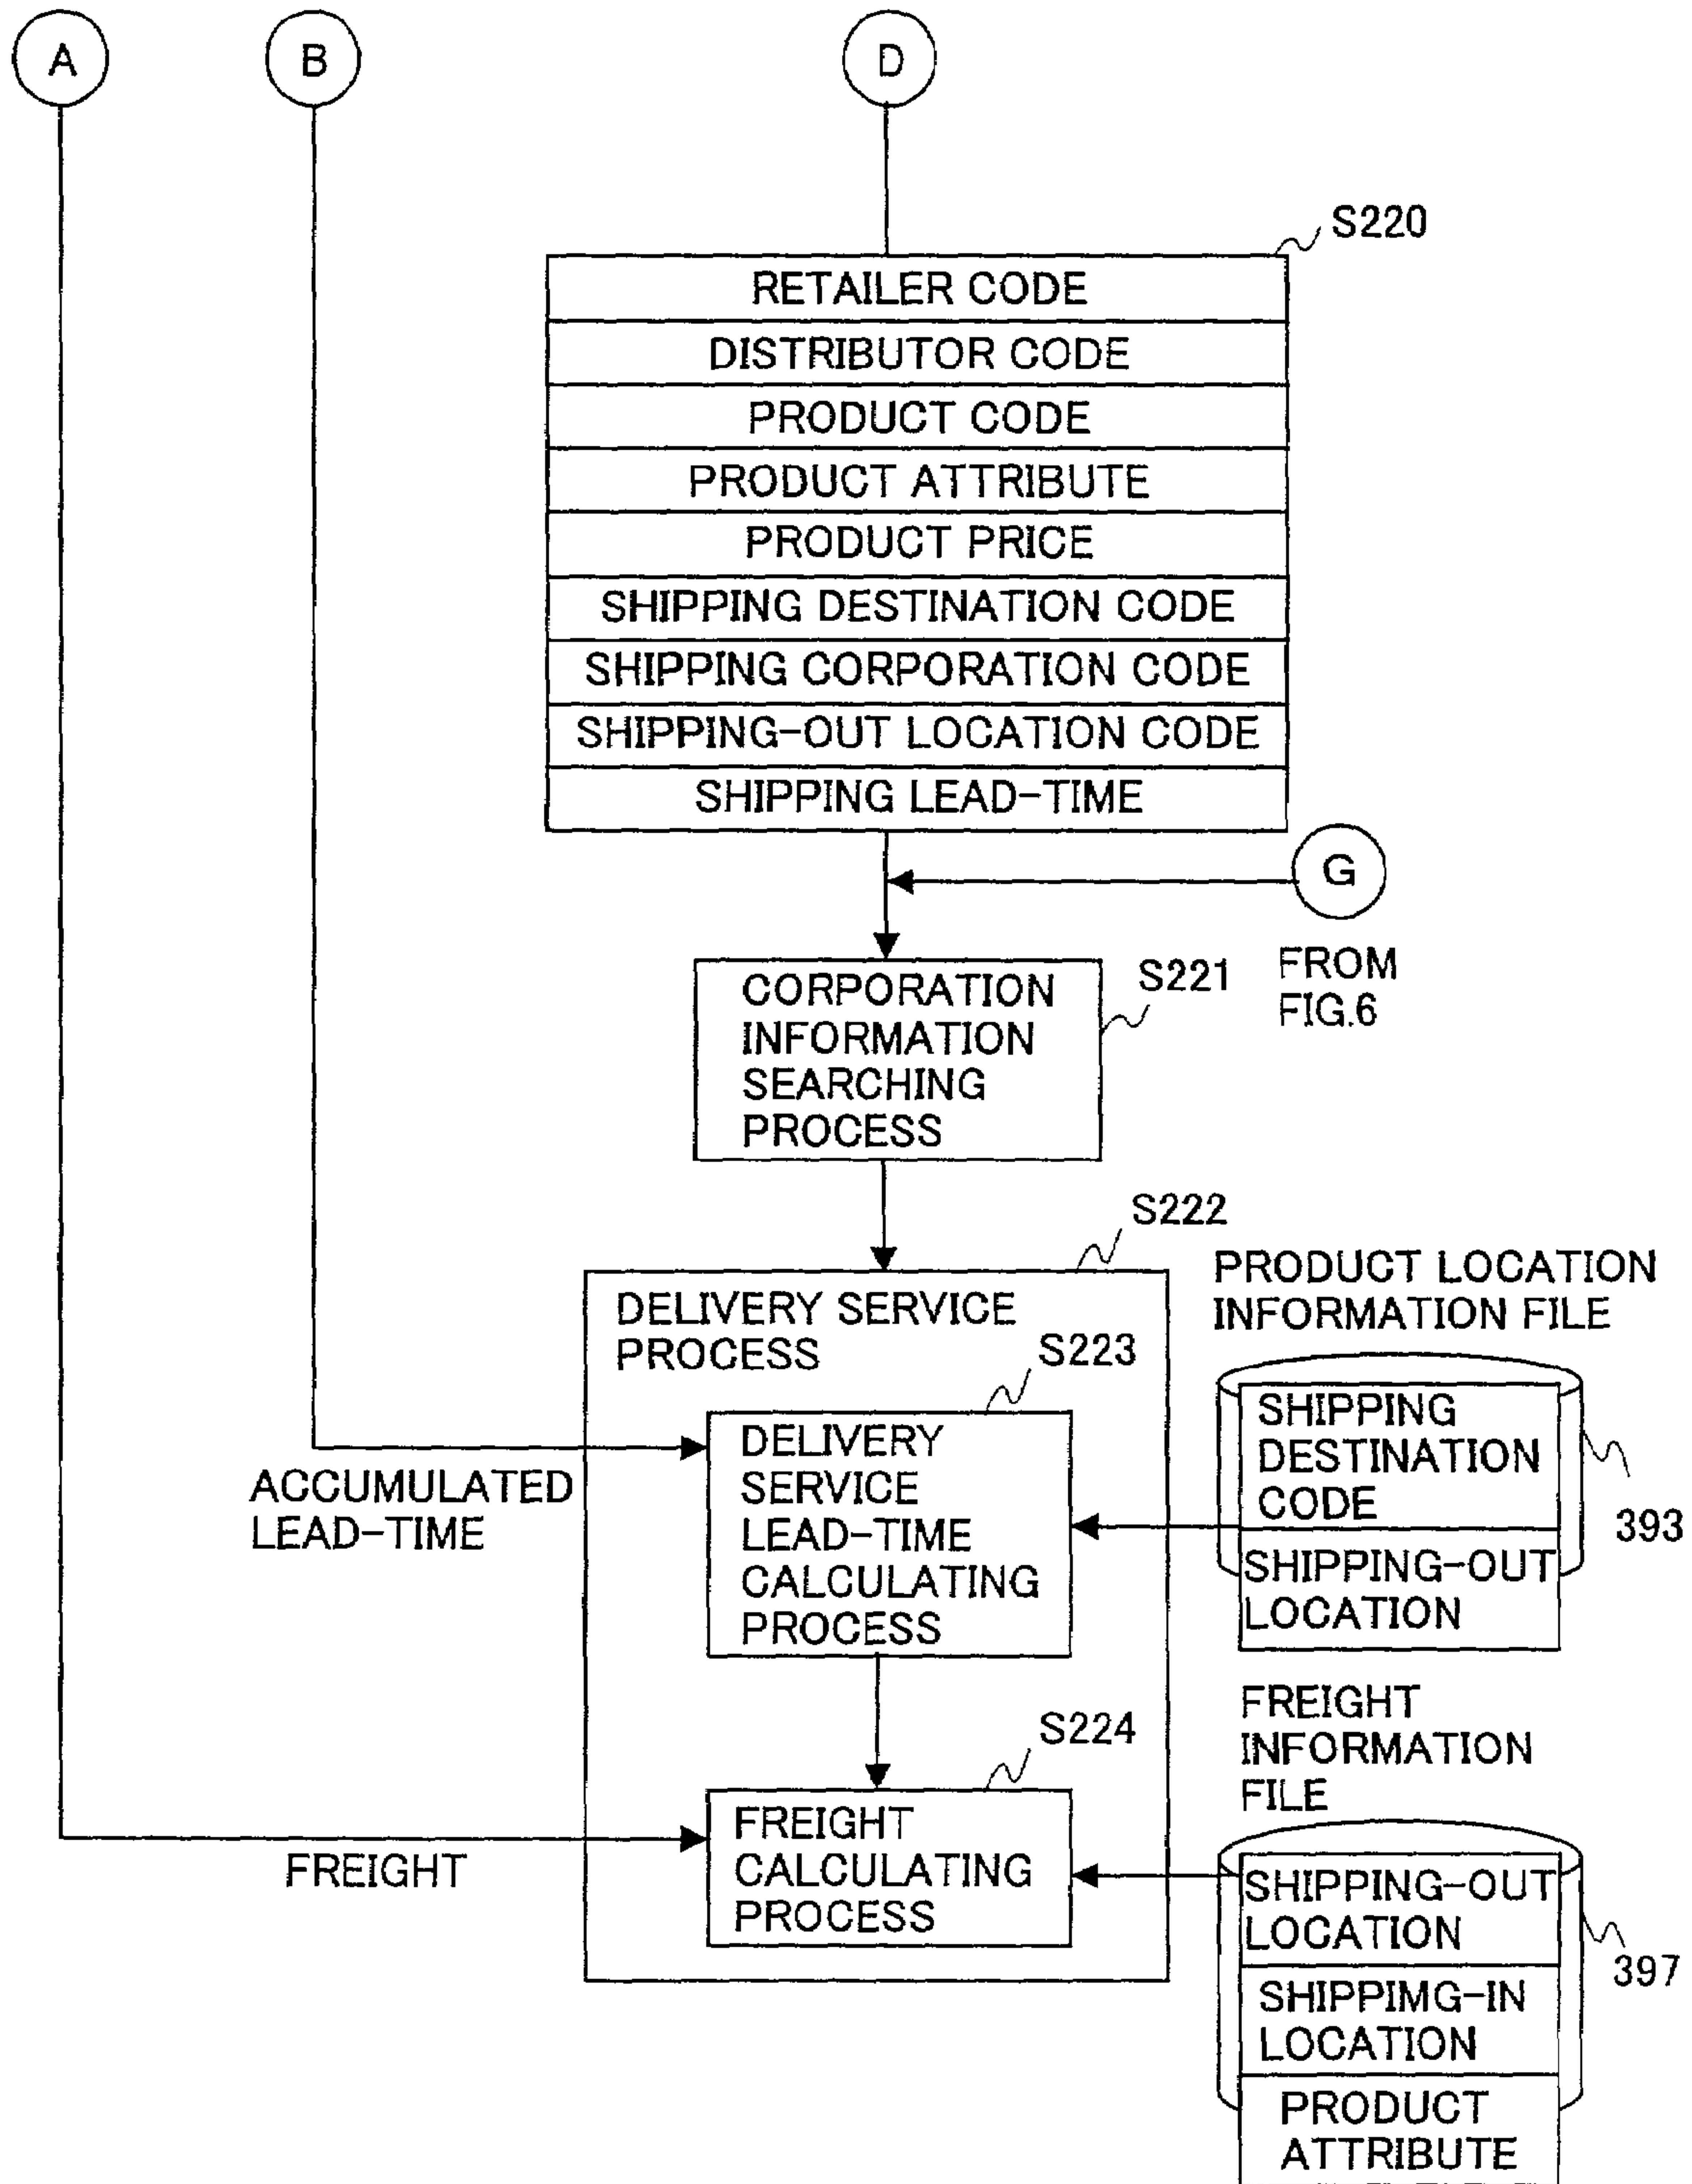 A
B
D
S220
RETAILER CODE
DISTRIBUTOR CODE
PRODUCT CODE
PRODUCT ATTRIBUTE
PRODUCT PRICE
SHIPPING DESTINATION CODE
SHIPPING CORPORATION CODE
SHIPPING-OUT LOCATION CODE
SHIPPING LEAD-TIME
G
FROM
FIG.6
S221
CORPORATION
INFORMATION
SEARCHING
PROCESS
S222
DELIVERY SERVICE
PROCESS
PRODUCT LOCATION
INFORMATION FILE
S223
DELIVERY
SERVICE
LEAD-TIME
CALCULATING
PROCESS
ACCUMULATED
LEAD-TIME
SHIPPING
DESTINATION
CODE
SHIPPING-OUT
LOCATION
393
S224
FREIGHT
CALCULATING
PROCESS
FREIGHT
FREIGHT
INFORMATION
FILE
SHIPPING-OUT
LOCATION
SHIPPIMG-IN
LOCATION
PRODUCT
ATTRIBUTE
397